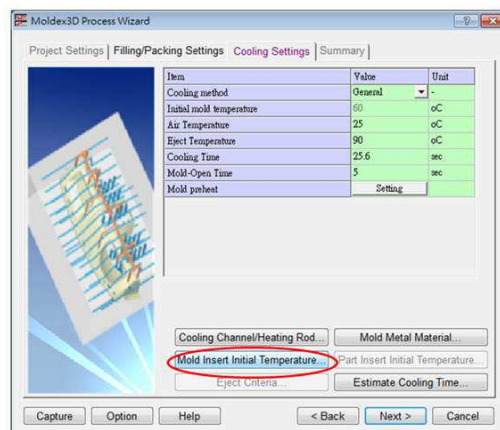 Moldex3D Process Wizard
Project Settings Filling/Packing Settings Cooling Settings Summary
Item Value Unit
Cooling method General -
Initial mold temperature 60 oC
Air Temperature 25 oC
Eject Temperature 90 oC
Cooling Time 25.6 sec
Mold-Open Time 5 sec
Mold preheat Setting
Cooling Channel/Heating Rod... Mold Metal Material...
Mold Insert Initial Temperature... Part Insert Initial Temperature...
Eject Criteria... Estimate Cooling Time...
Capture Option Help < Back Next > Cancel